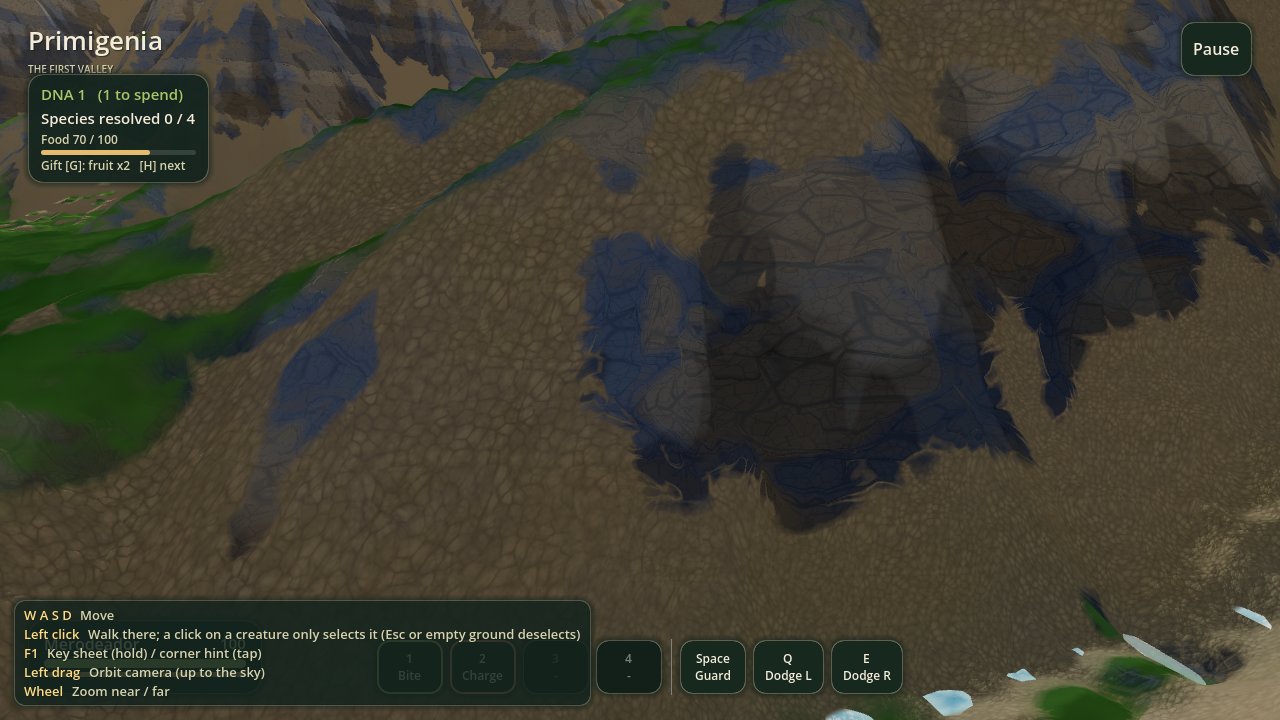 Primigenia
THE FIRST VALLEY
DNA 1 (1 to spend)
Species resolved 0 / 4
Food 70 / 100
Gift [G]: fruit x2 [H] next
Pause
W A S D Move
Left click Walk there; a click on a creature only selects it (Esc or empty ground deselects)
F1 Key sheet (hold) / corner hint (tap)
Left drag Orbit camera (up to the sky)
Wheel Zoom near / far
1
Bite
2
Charge
3
-
4
-
Space
Guard
Q
Dodge L
E
Dodge R